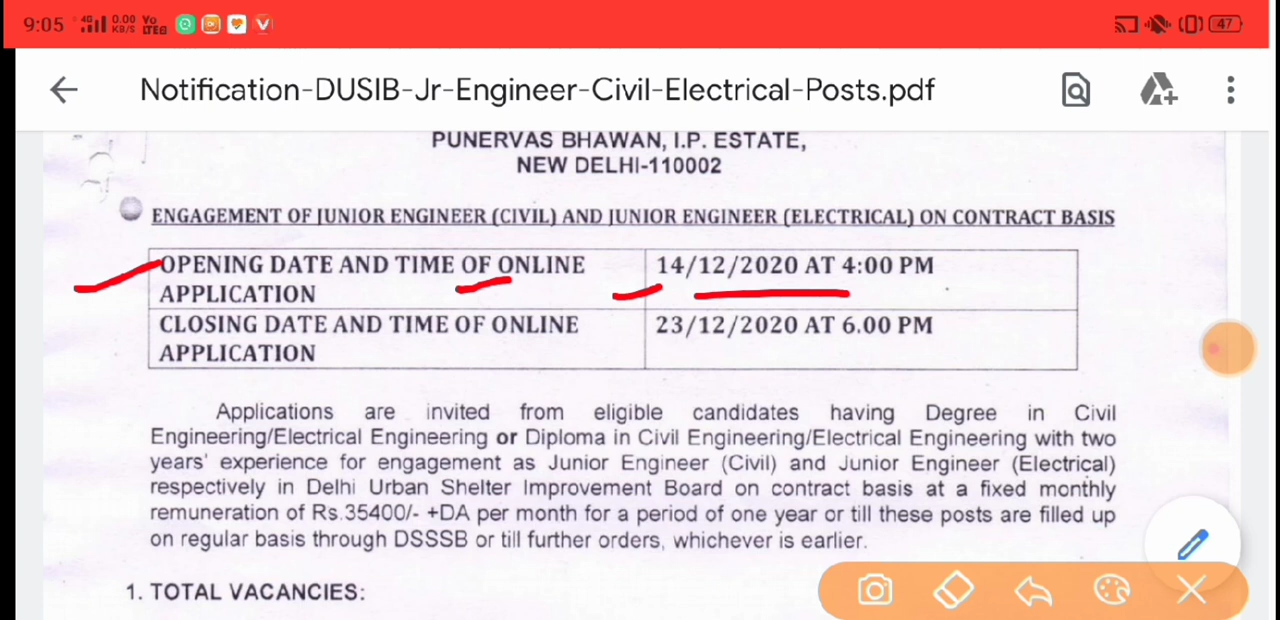 9:05 4G 0.00 KB/S Vo LTE 47
Notification-DUSIB-Jr-Engineer-Civil-Electrical-Posts.pdf
PUNERVAS BHAWAN, I.P. ESTATE,
NEW DELHI-110002
ENGAGEMENT OF JUNIOR ENGINEER (CIVIL) AND JUNIOR ENGINEER (ELECTRICAL) ON CONTRACT BASIS
OPENING DATE AND TIME OF ONLINE 14/12/2020 AT 4:00 PM
APPLICATION
CLOSING DATE AND TIME OF ONLINE 23/12/2020 AT 6.00 PM
APPLICATION
Applications are invited from eligible candidates having Degree in Civil
Engineering/Electrical Engineering or Diploma in Civil Engineering/Electrical Engineering with two
years' experience for engagement as Junior Engineer (Civil) and Junior Engineer (Electrical)
respectively in Delhi Urban Shelter Improvement Board on contract basis at a fixed monthly
remuneration of Rs.35400/- +DA per month for a period of one year or till these posts are filled up
on regular basis through DSSSB or till further orders, whichever is earlier.
1. TOTAL VACANCIES: